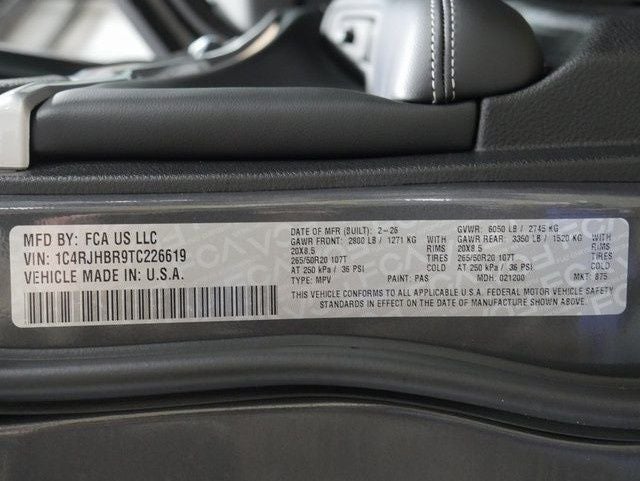 MFD BY: FCA US LLC
VIN: 1C4RJHBR9TC226619
VEHICLE MADE IN U.S.A.
DATE OF MFR (BUILT): 2-26 GVWR: 6050 LB / 2745 KG
GAWR FRONT: 2800 LB / 1271 KG WITH GAWR REAR: 3350 LB / 1520 KG WITH
20X8.5 RIMS 20X8.5 RIMS
265/50R20 107T TIRES 265/50R20 107T TIRES
AT 250 kPa / 36 PSI COLD AT 250 kPa / 36 PSI COLD
TYPE: MPV PAINT: PAS MDH: 021200 MKT: 875
THIS VEHICLE CONFORMS TO ALL APPLICABLE U.S.A. FEDERAL MOTOR VEHICLE SAFETY
STANDARDS IN EFFECT ON THE DATE OF MANUFACTURE SHOWN ABOVE.